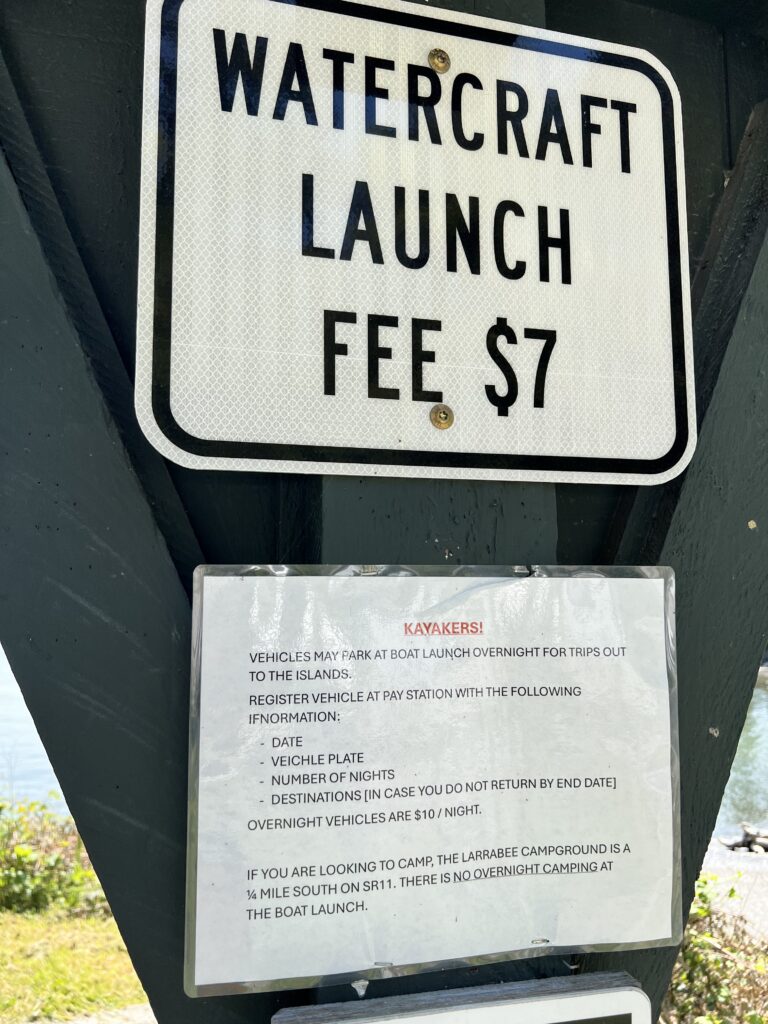 WATERCRAFT
LAUNCH
FEE $7
KAYAKERS!
VEHICLES MAY PARK AT BOAT LAUNCH OVERNIGHT FOR TRIPS OUT
TO THE ISLANDS.
REGISTER VEHICLE AT PAY STATION WITH THE FOLLOWING
IFNORMATION:
- DATE
- VEICHLE PLATE
- NUMBER OF NIGHTS
- DESTINATIONS [IN CASE YOU DO NOT RETURN BY END DATE]
OVERNIGHT VEHICLES ARE $10 / NIGHT.
IF YOU ARE LOOKING TO CAMP, THE LARRABEE CAMPGROUND IS A
¼ MILE SOUTH ON SR11. THERE IS NO OVERNIGHT CAMPING AT
THE BOAT LAUNCH.